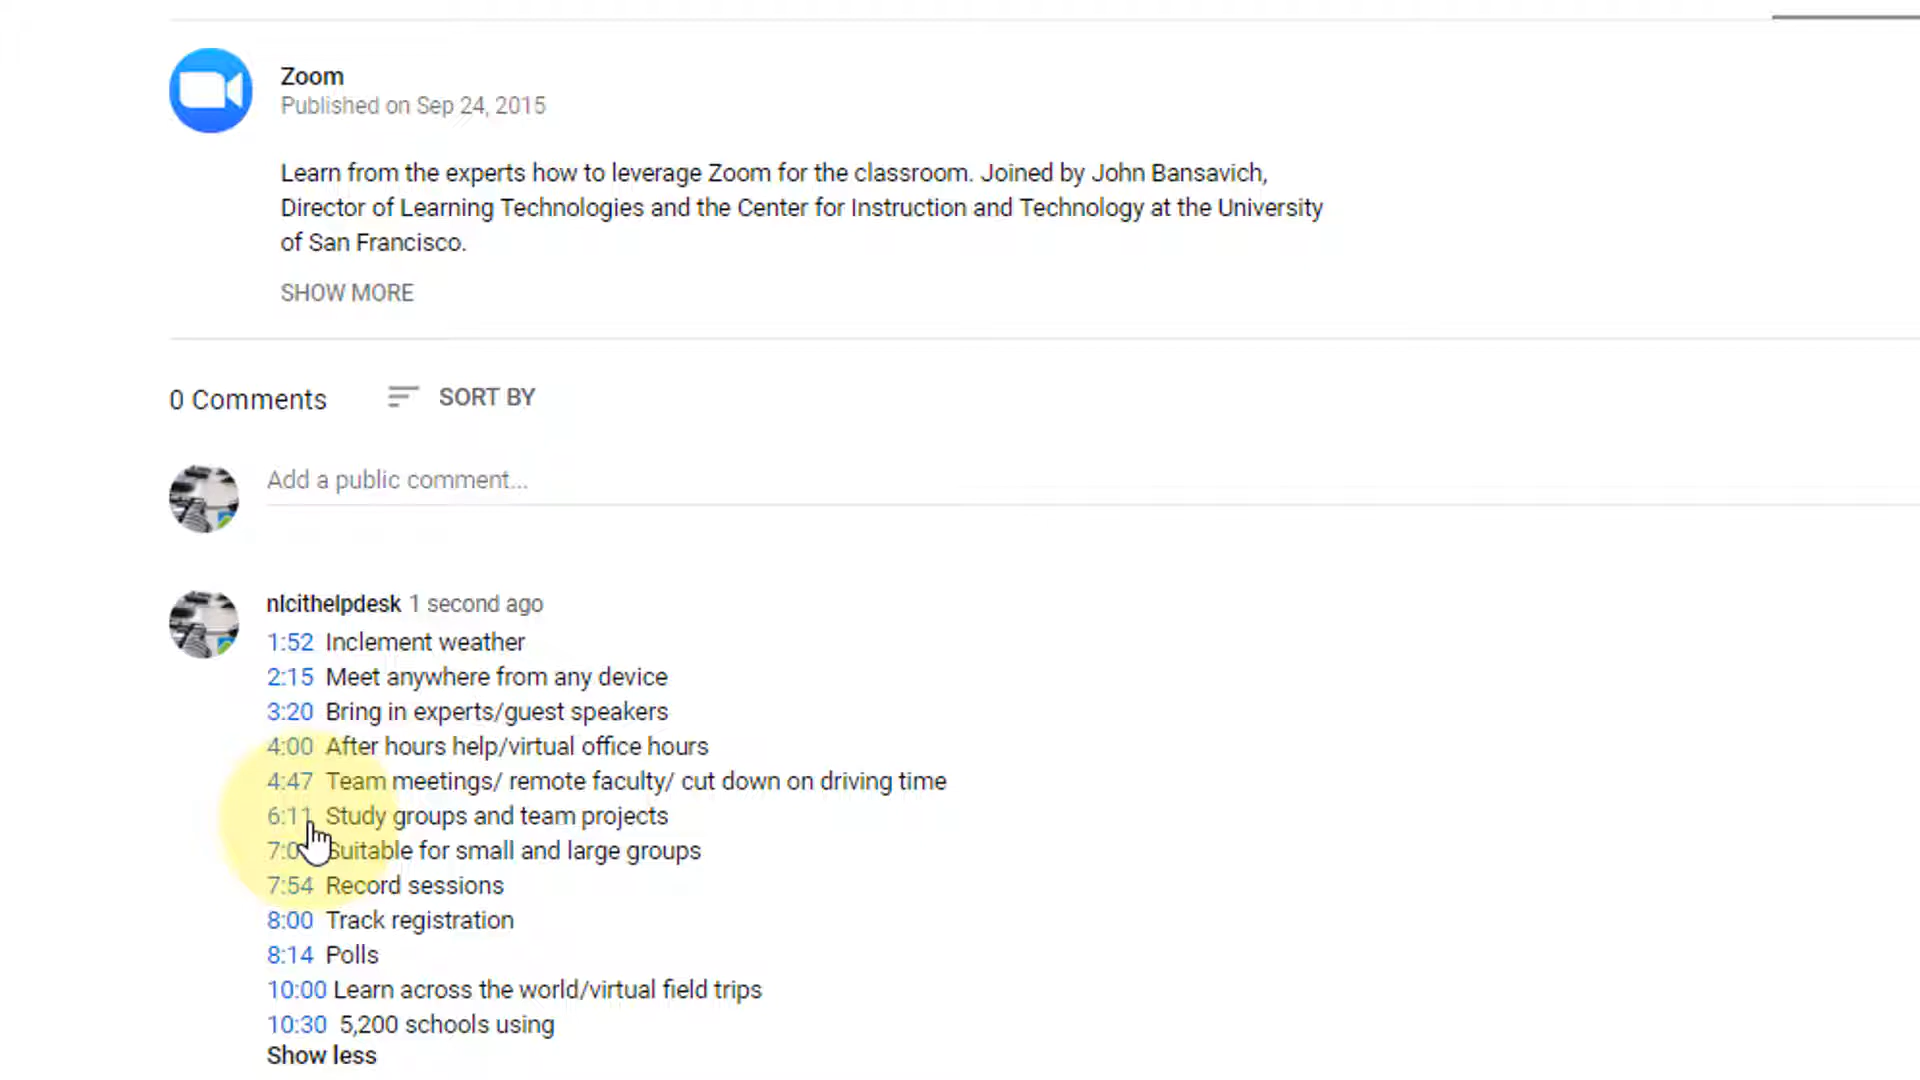 Zoom
Published on Sep 24, 2015
Learn from the experts how to leverage Zoom for the classroom. Joined by John Bansavich,
Director of Learning Technologies and the Center for Instruction and Technology at the University
of San Francisco.
SHOW MORE
0 Comments SORT BY
Add a public comment...
nlcithelpdesk 1 second ago
1:52 Inclement weather
2:15 Meet anywhere from any device
3:20 Bring in experts/guest speakers
4:00 After hours help/virtual office hours
4:47 Team meetings/ remote faculty/ cut down on driving time
6:11 Study groups and team projects
Suitable for small and large groups
7:54 Record sessions
8:00 Track registration
8:14 Polls
10:00 Learn across the world/virtual field trips
10:30 5,200 schools using
Show less